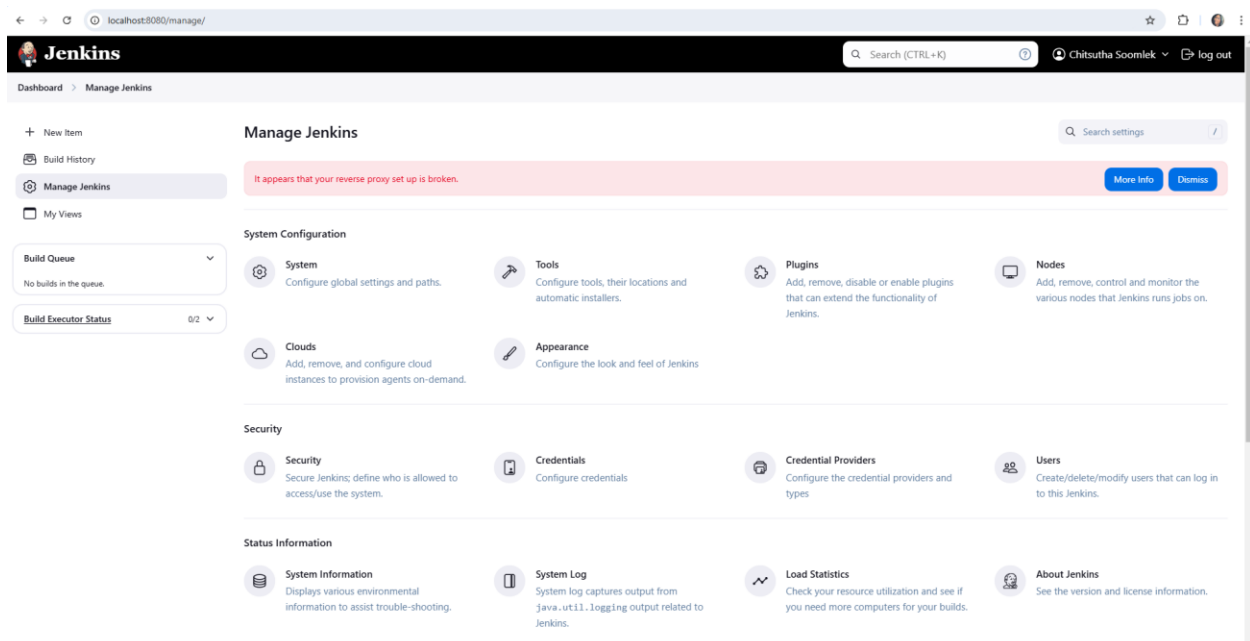 localhost:8080/manage/
Jenkins
Search (CTRL+K)
?
Chitsutha Soomlek
log out
Dashboard > Manage Jenkins
+ New Item
Build History
Manage Jenkins
My Views
Build Queue
No builds in the queue.
Build Executor Status 0/2
Manage Jenkins
Search settings /
It appears that your reverse proxy set up is broken.
More Info
Dismiss
System Configuration
System
Configure global settings and paths.
Tools
Configure tools, their locations and
automatic installers.
Plugins
Add, remove, disable or enable plugins
that can extend the functionality of
Jenkins.
Nodes
Add, remove, control and monitor the
various nodes that Jenkins runs jobs on.
Clouds
Add, remove, and configure cloud
instances to provision agents on-demand.
Appearance
Configure the look and feel of Jenkins
Security
Security
Secure Jenkins; define who is allowed to
access/use the system.
Credentials
Configure credentials
Credential Providers
Configure the credential providers and
types
Users
Create/delete/modify users that can log in
to this Jenkins.
Status Information
System Information
Displays various environmental
information to assist trouble-shooting.
System Log
System log captures output from
java.util.logging output related to
Jenkins.
Load Statistics
Check your resource utilization and see if
you need more computers for your builds.
About Jenkins
See the version and license information.